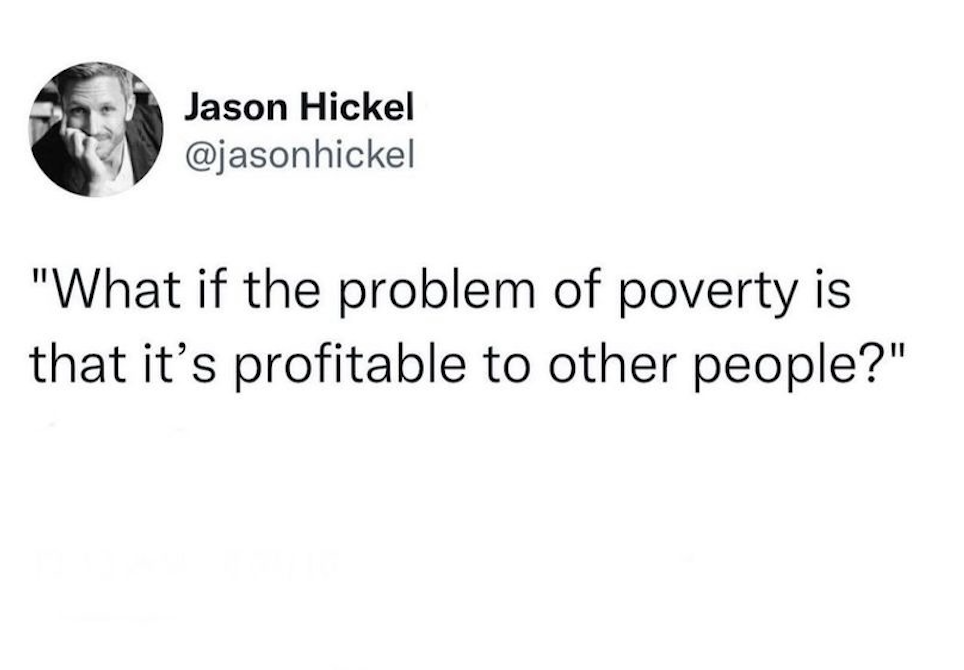 Jason Hickel
@jasonhickel
"What if the problem of poverty is
that it’s profitable to other people?"